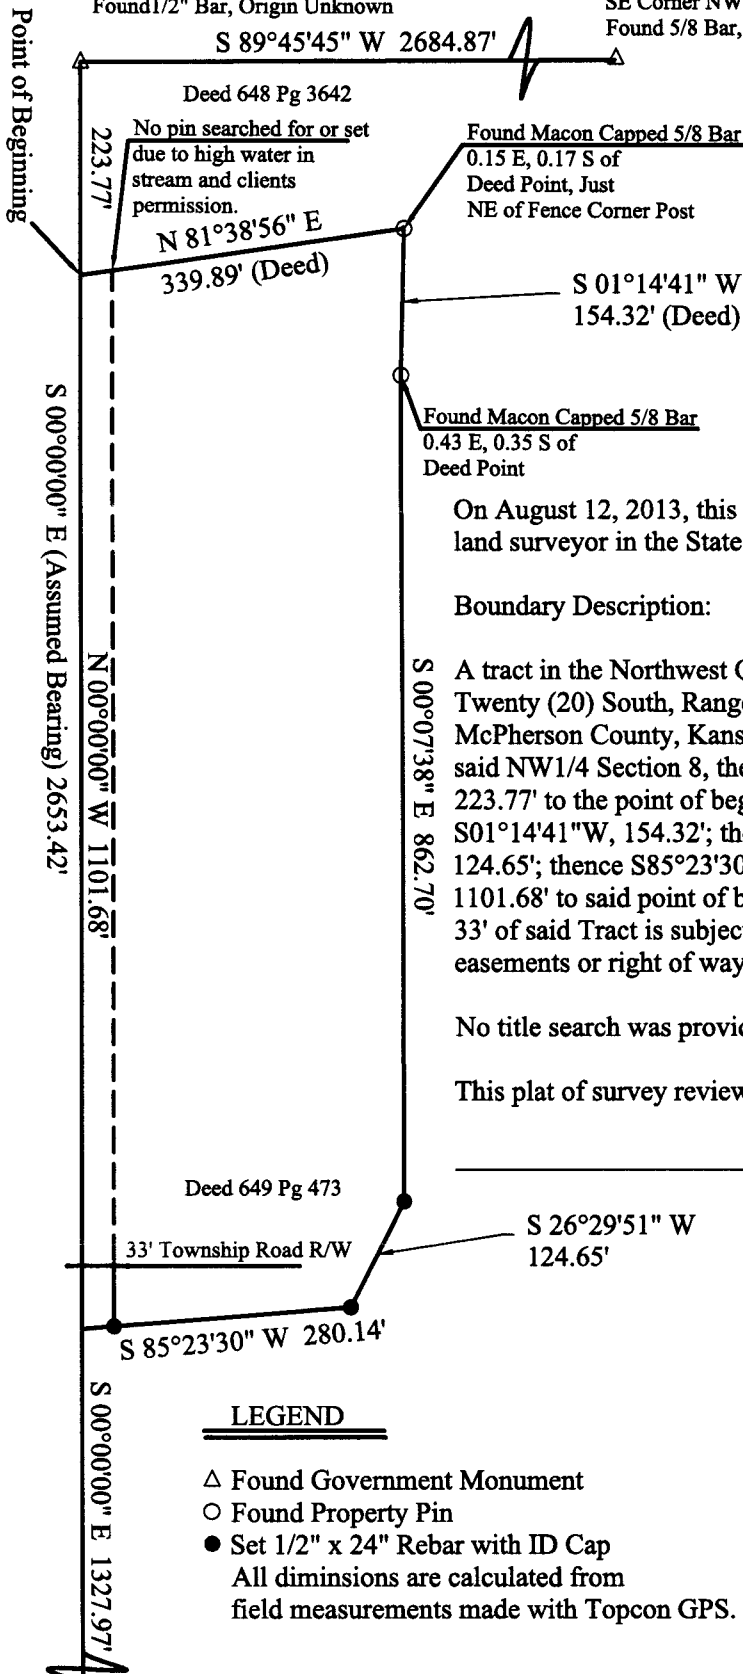 Found1/2" Bar, Origin Unknown
SE Corner NW
Found 5/8 Bar,
S 89°45'45" W 2684.87'
Point of Beginning
Deed 648 Pg 3642
223.77'
No pin searched for or set
due to high water in
stream and clients
permission.
Found Macon Capped 5/8 Bar
0.15 E, 0.17 S of
Deed Point, Just
NE of Fence Corner Post
N 81°38'56" E
339.89' (Deed)
S 01°14'41" W
154.32' (Deed)
Found Macon Capped 5/8 Bar
0.43 E, 0.35 S of
Deed Point
S 00°00'00" E (Assumed Bearing) 2653.42'
N 00°00'00" W 1101.68'
S 00°07'38" E 862.70'
On August 12, 2013, this
land surveyor in the State
Boundary Description:
A tract in the Northwest
Twenty (20) South, Range
McPherson County, Kans
said NW1/4 Section 8, the
223.77' to the point of beg
S01°14'41"W, 154.32'; th
124.65'; thence S85°23'30
1101.68' to said point of b
33' of said Tract is subjec
easements or right of way
No title search was provid
This plat of survey review
Deed 649 Pg 473
33' Township Road R/W
S 26°29'51" W
124.65'
S 85°23'30" W 280.14'
S 00°00'00" E 1327.97'
LEGEND
△ Found Government Monument
○ Found Property Pin
● Set 1/2" x 24" Rebar with ID Cap
All diminsions are calculated from
field measurements made with Topcon GPS.